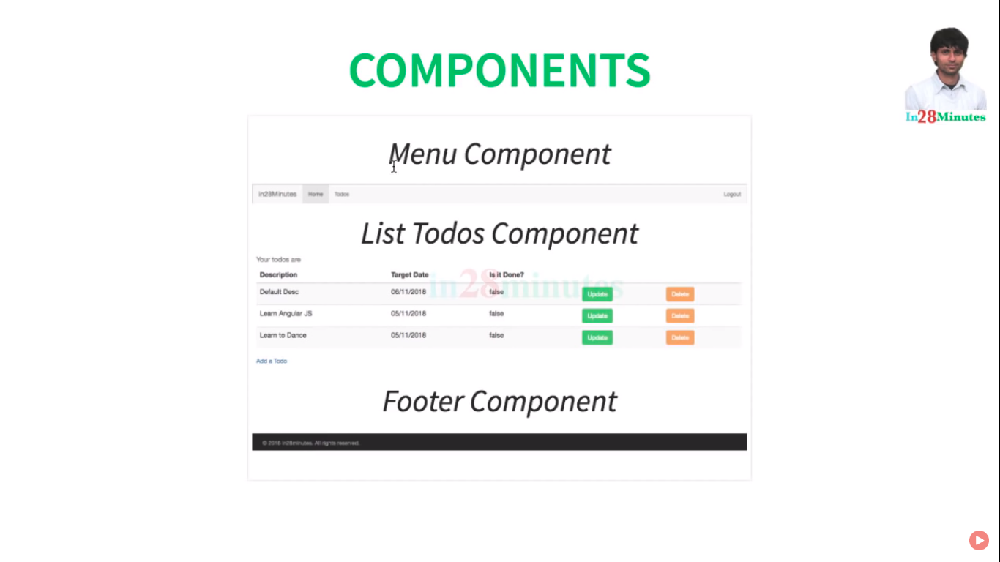 COMPONENTS
In28Minutes
Menu Component
in28Minutes Home Todos Logout
List Todos Component
Your todos are
Description Target Date Is it Done?
in28minutes
Default Desc 06/11/2018 false Update Delete
Learn Angular JS 05/11/2018 false Update Delete
Learn to Dance 05/11/2018 false Update Delete
Add a Todo
Footer Component
© 2018 in28minutes. All rights reserved.